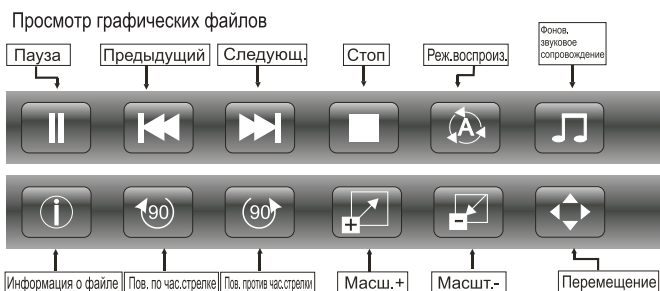 Просмотр графических файлов
Пауза
Предыдущий
Следующ.
Стоп
Реж.воспроиз.
Фонов.
звуковое
сопровождение
A
90
90
Информация о файле
Пов. по час.стрелке
Пов. против час.стрелки
Масш.+
Масшт.-
Перемещение